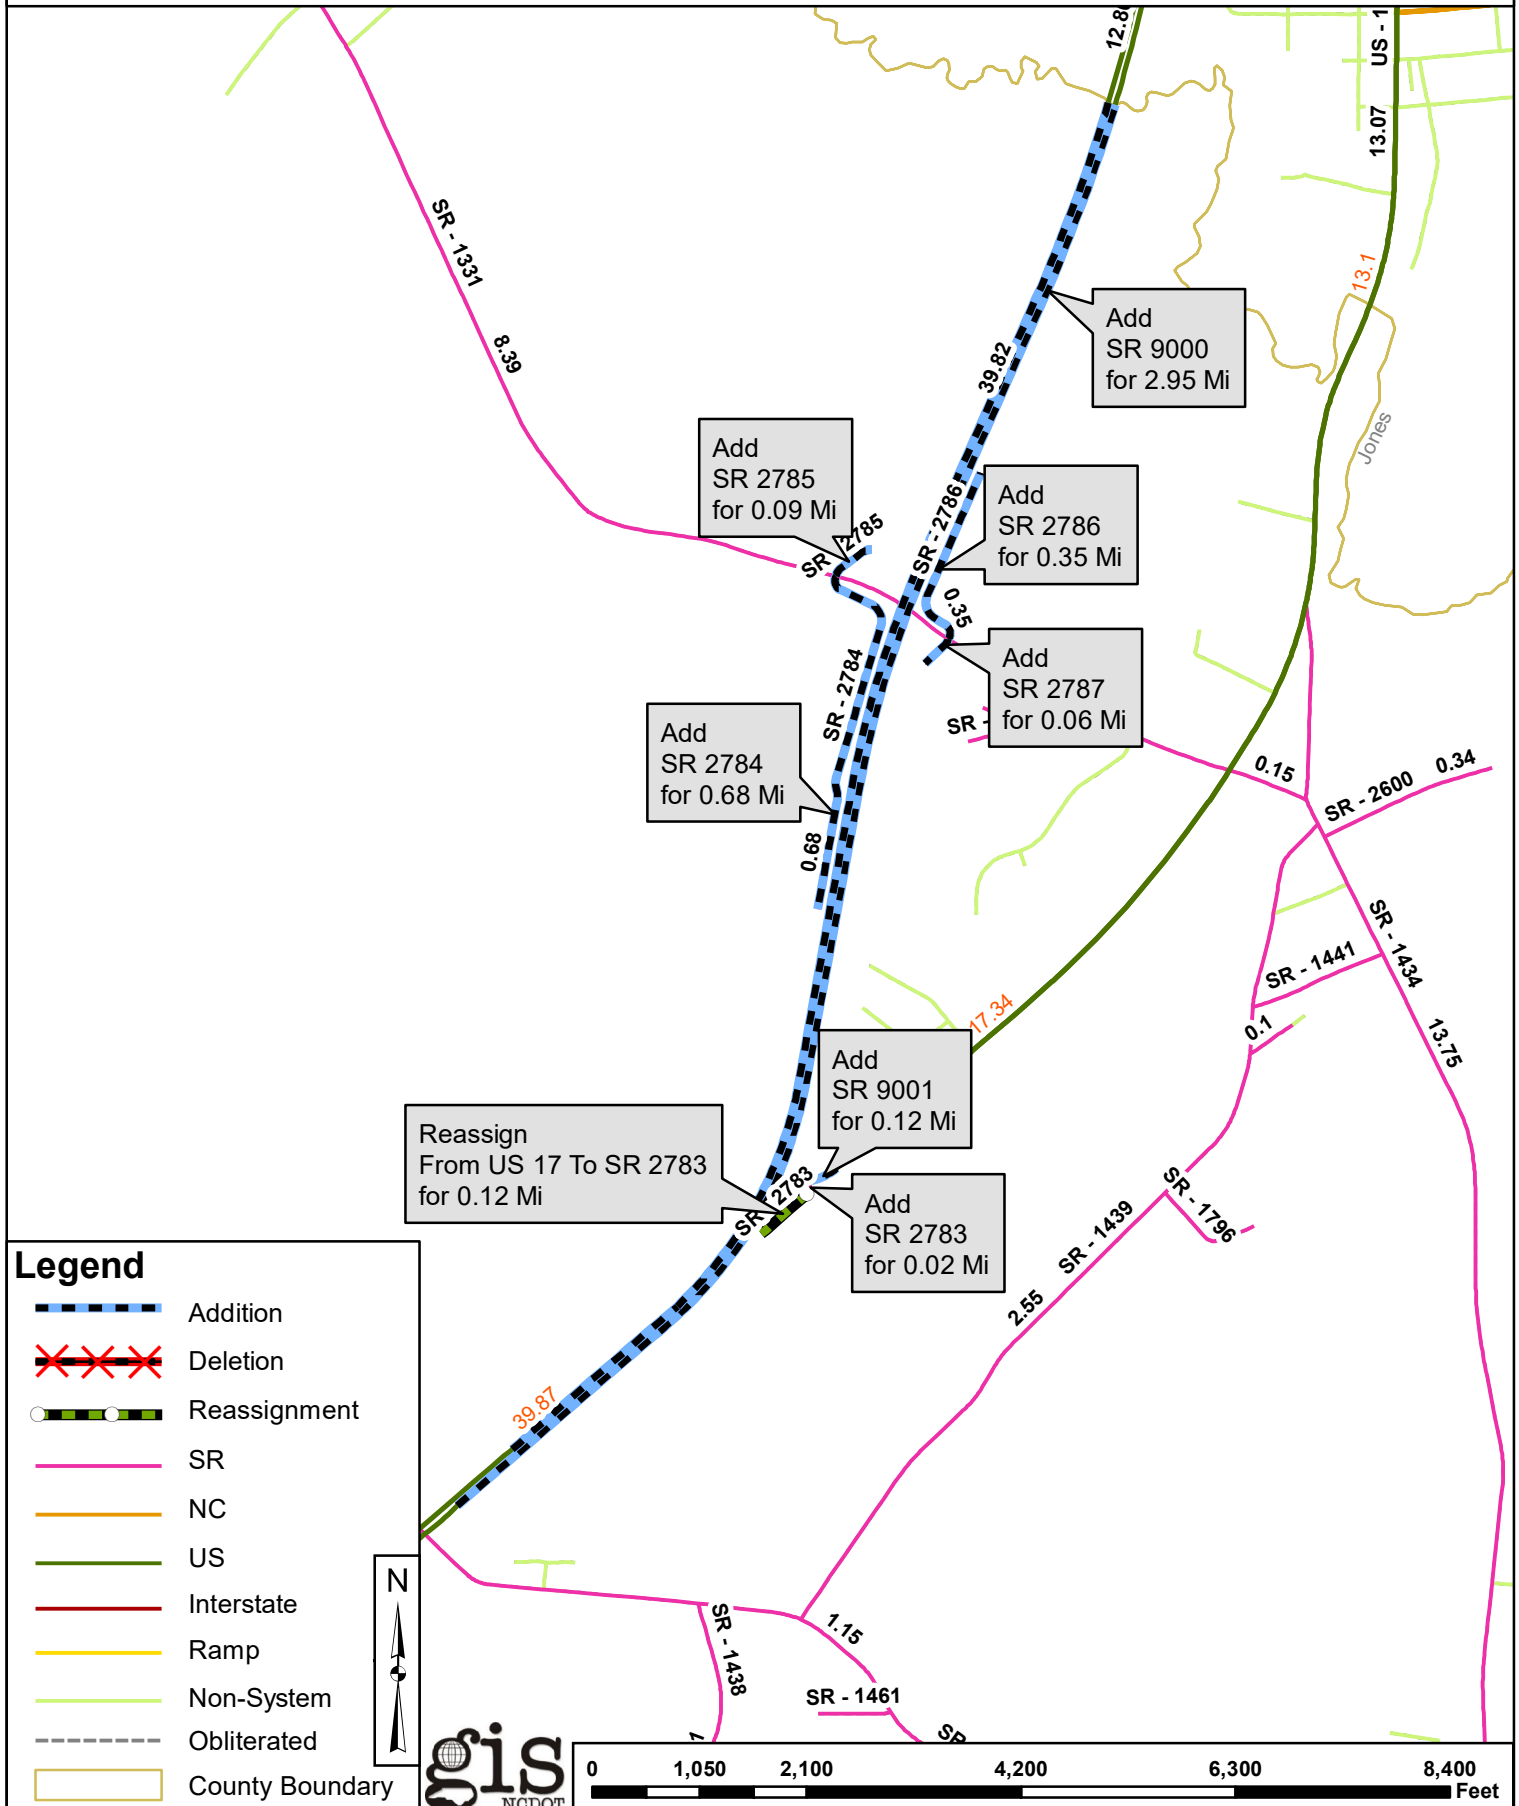 12.80
US - 1
13.07
13.1
SR - 1331
8.39
39.82
Add
SR 9000
for 2.95 Mi
Jones
Add
SR 2785
for 0.09 Mi
SR
2785
SR - 2786
Add
SR 2786
for 0.35 Mi
0.35
Add
SR 2787
for 0.06 Mi
SR -
SR - 2784
Add
SR 2784
for 0.68 Mi
0.68
0.15
SR - 2600
0.34
SR - 1434
13.75
SR - 1441
0.1
17.34
Add
SR 9001
for 0.12 Mi
Reassign
From US 17 To SR 2783
for 0.12 Mi
SR
2783
Add
SR 2783
for 0.02 Mi
SR - 1796
SR - 1439
2.55
39.87
Legend
Addition
Deletion
Reassignment
SR
NC
US
Interstate
Ramp
Non-System
Obliterated
County Boundary
N
SR - 1438
1
1.15
SR - 1461
SR
gis
NCDOT
0 1,050 2,100 4,200 6,300 8,400
Feet